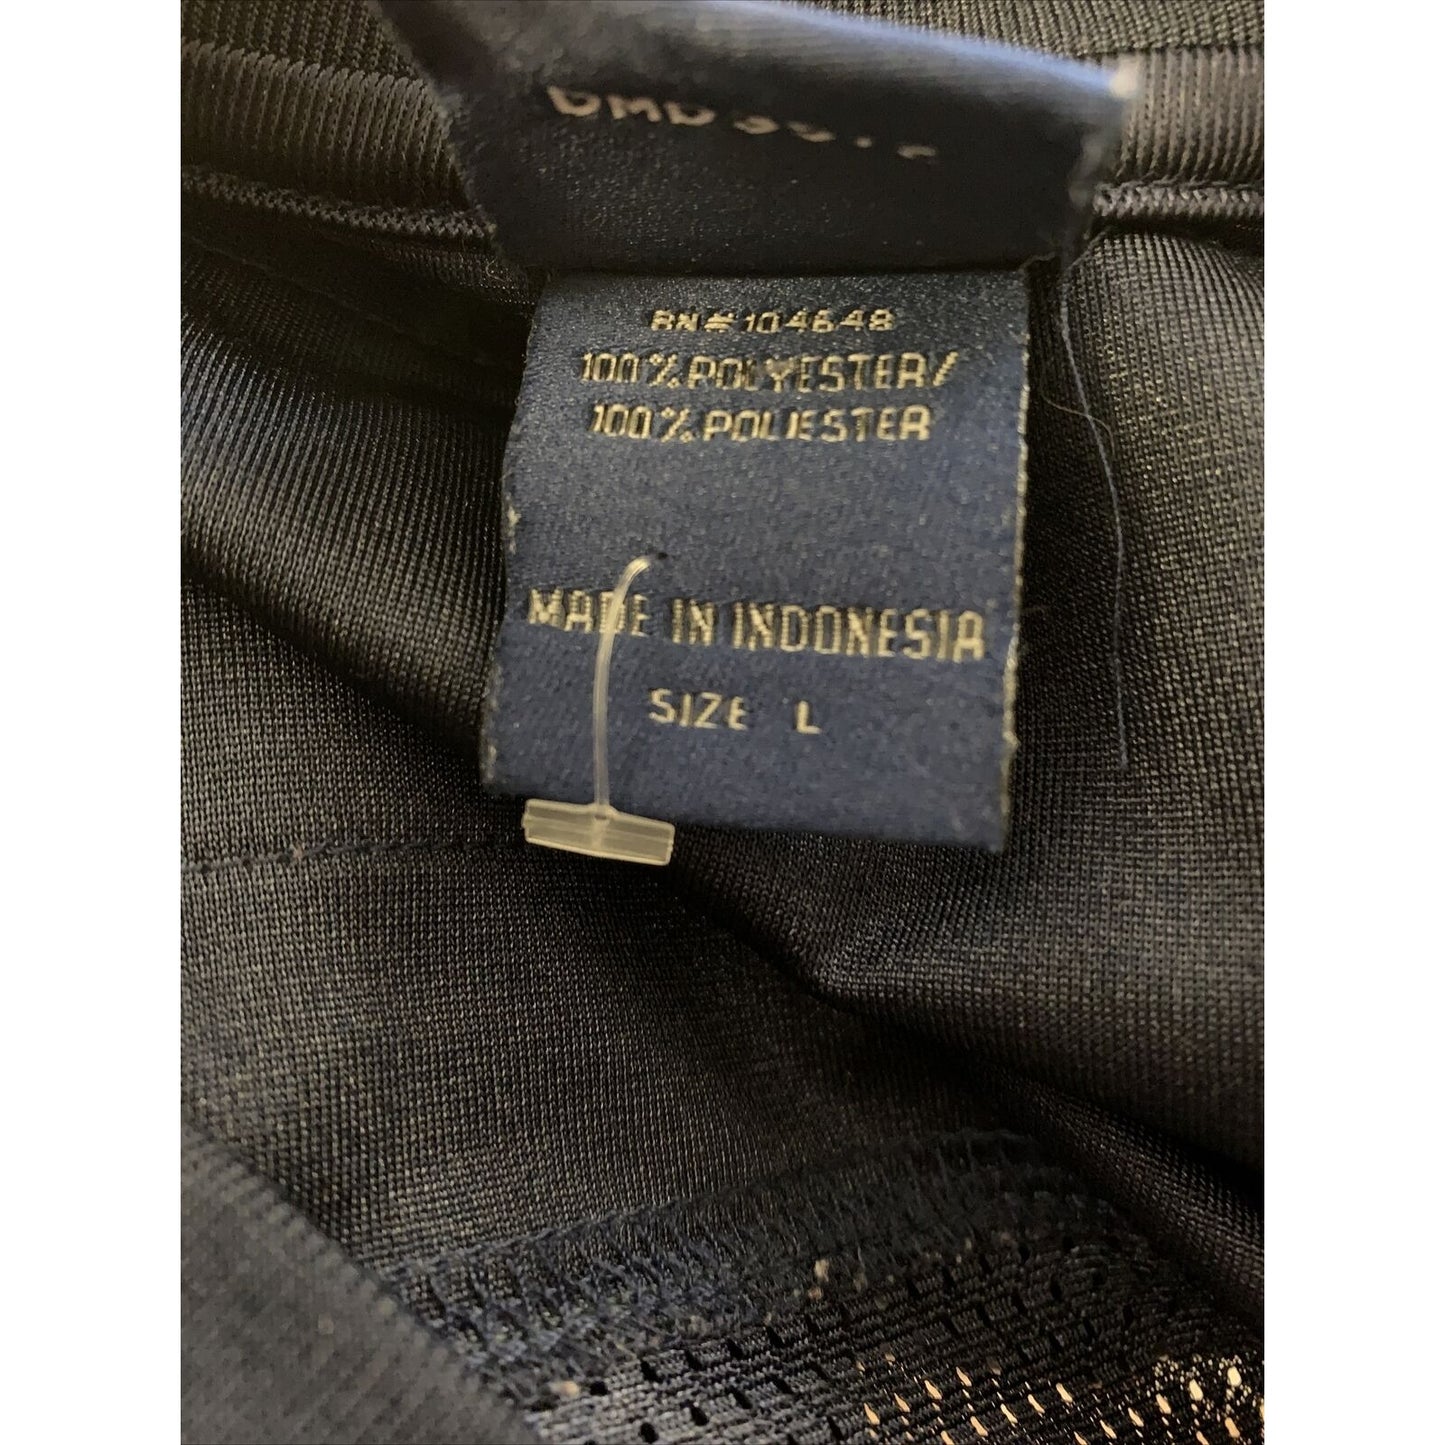 RN# 104648
100% POLYESTER/
100% POLIESTER
MADE IN INDONESIA
SIZE L